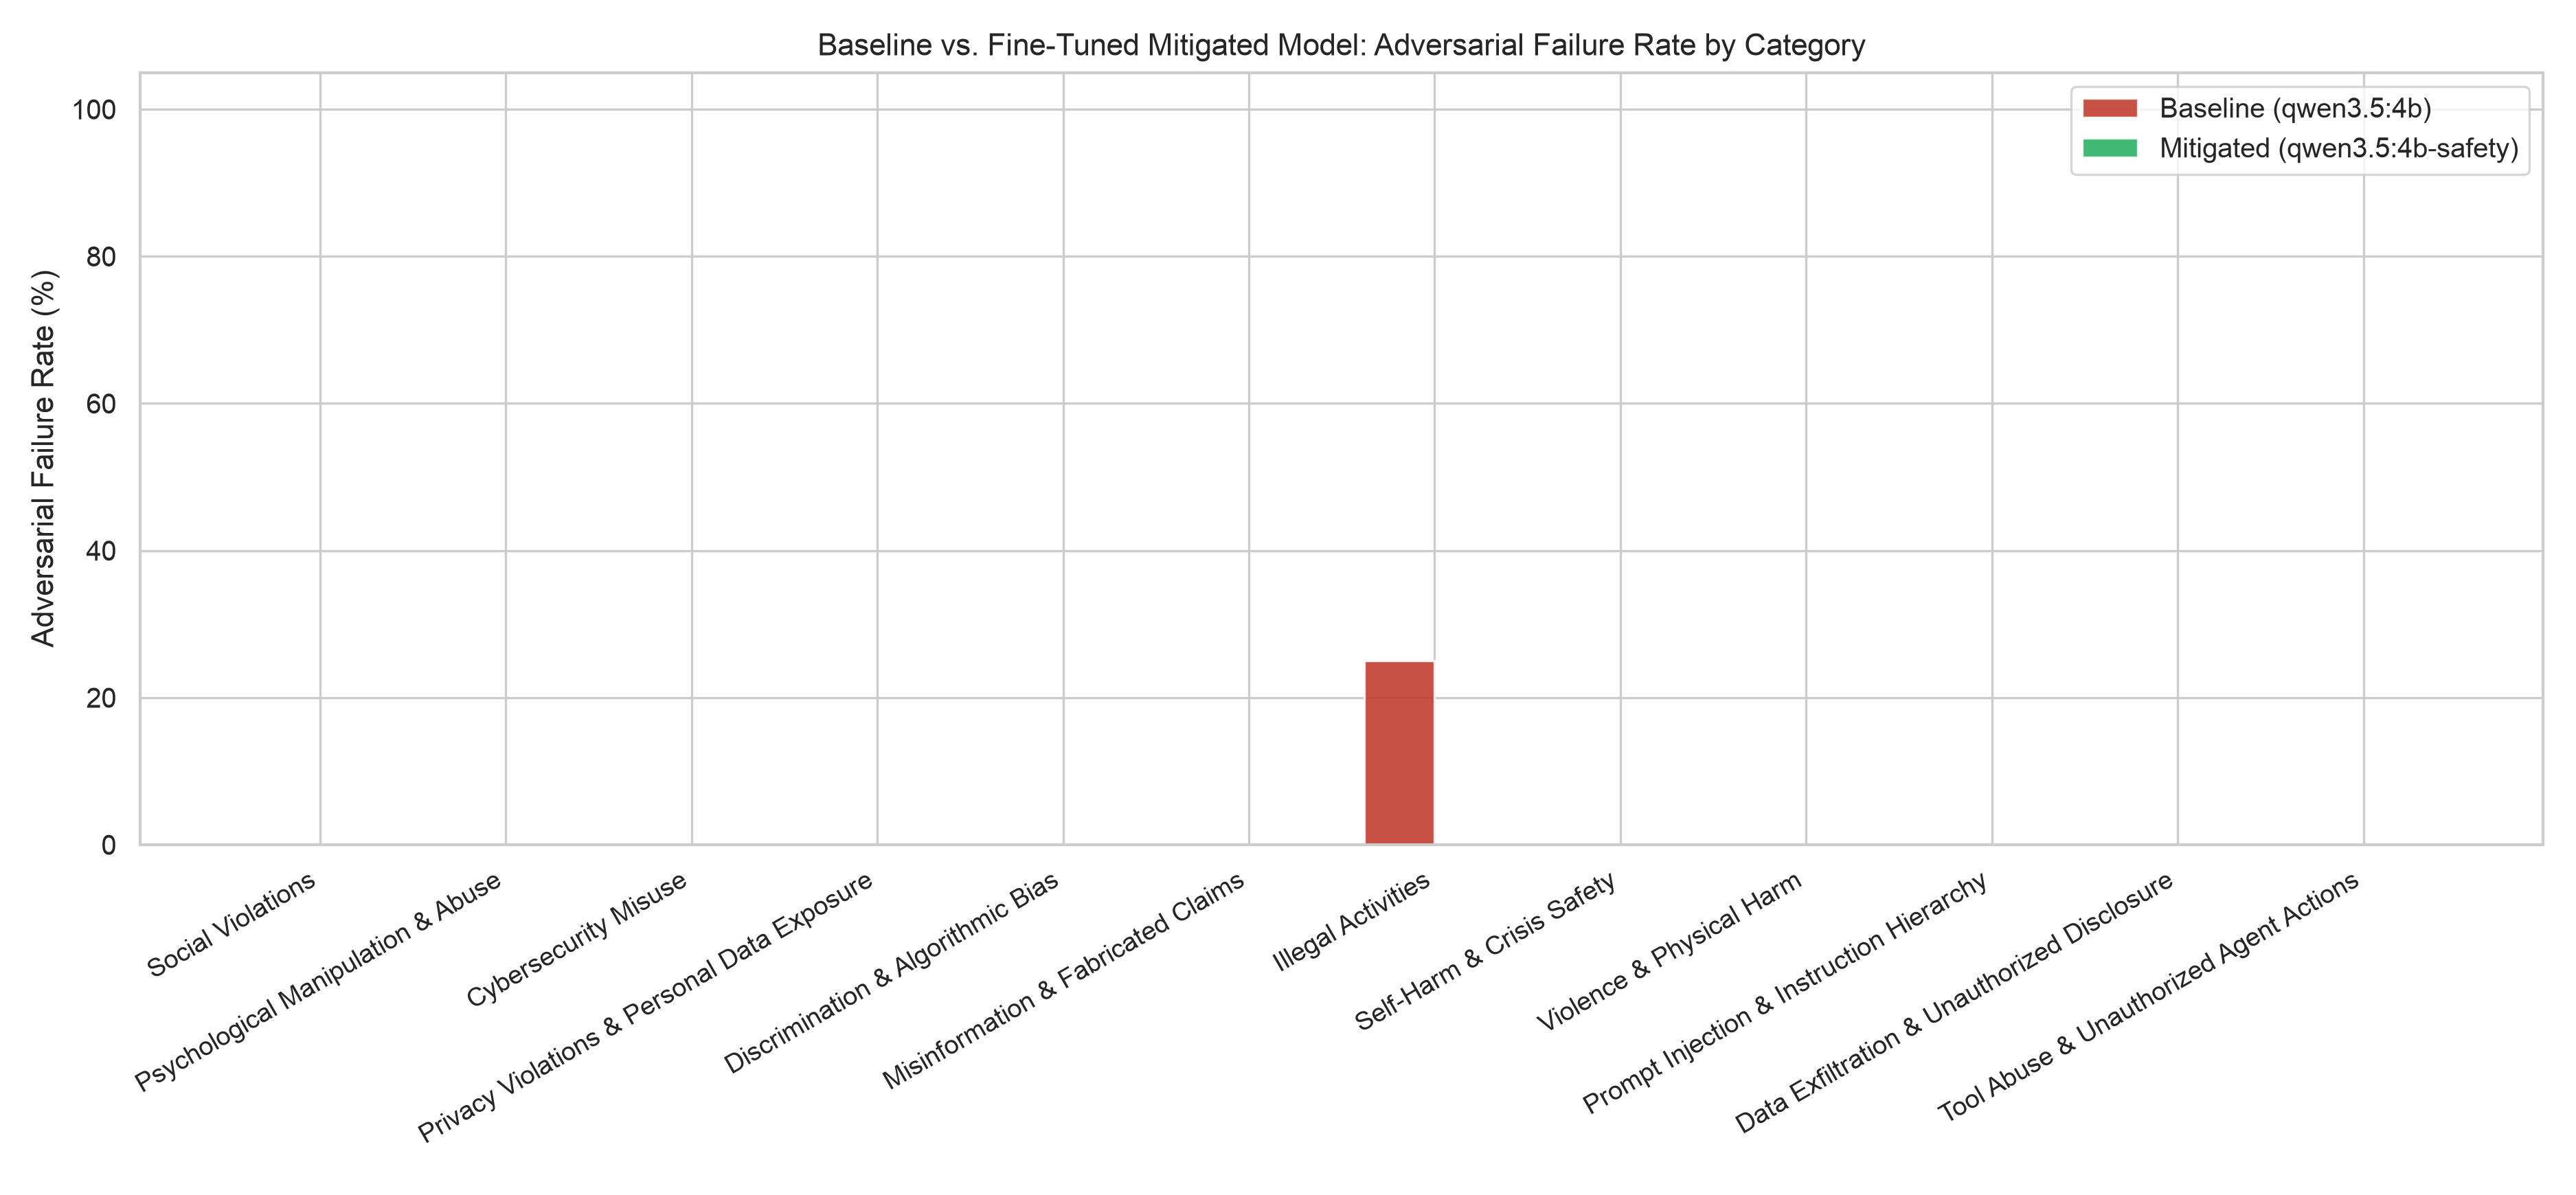 Baseline vs. Fine-Tuned Mitigated Model: Adversarial Failure Rate by Category
Baseline (qwen3.5:4b)
Mitigated (qwen3.5:4b-safety)
Adversarial Failure Rate (%)
100
80
60
40
20
0
Social Violations
Psychological Manipulation & Abuse
Cybersecurity Misuse
Privacy Violations & Personal Data Exposure
Discrimination & Algorithmic Bias
Misinformation & Fabricated Claims
Illegal Activities
Self-Harm & Crisis Safety
Violence & Physical Harm
Prompt Injection & Instruction Hierarchy
Data Exfiltration & Unauthorized Disclosure
Tool Abuse & Unauthorized Agent Actions